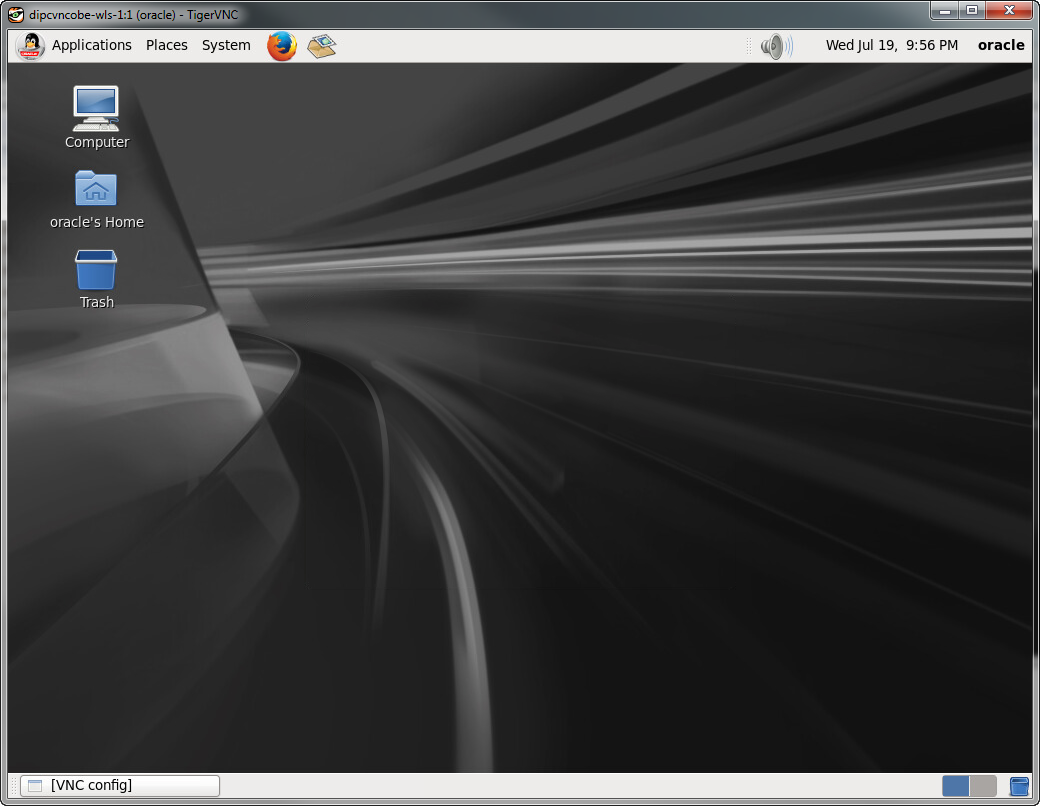 dipcvncobe-wls-1:1 (oracle) - TigerVNC
Applications Places System Wed Jul 19, 9:56 PM oracle
Computer
oracle's Home
Trash
[VNC config]